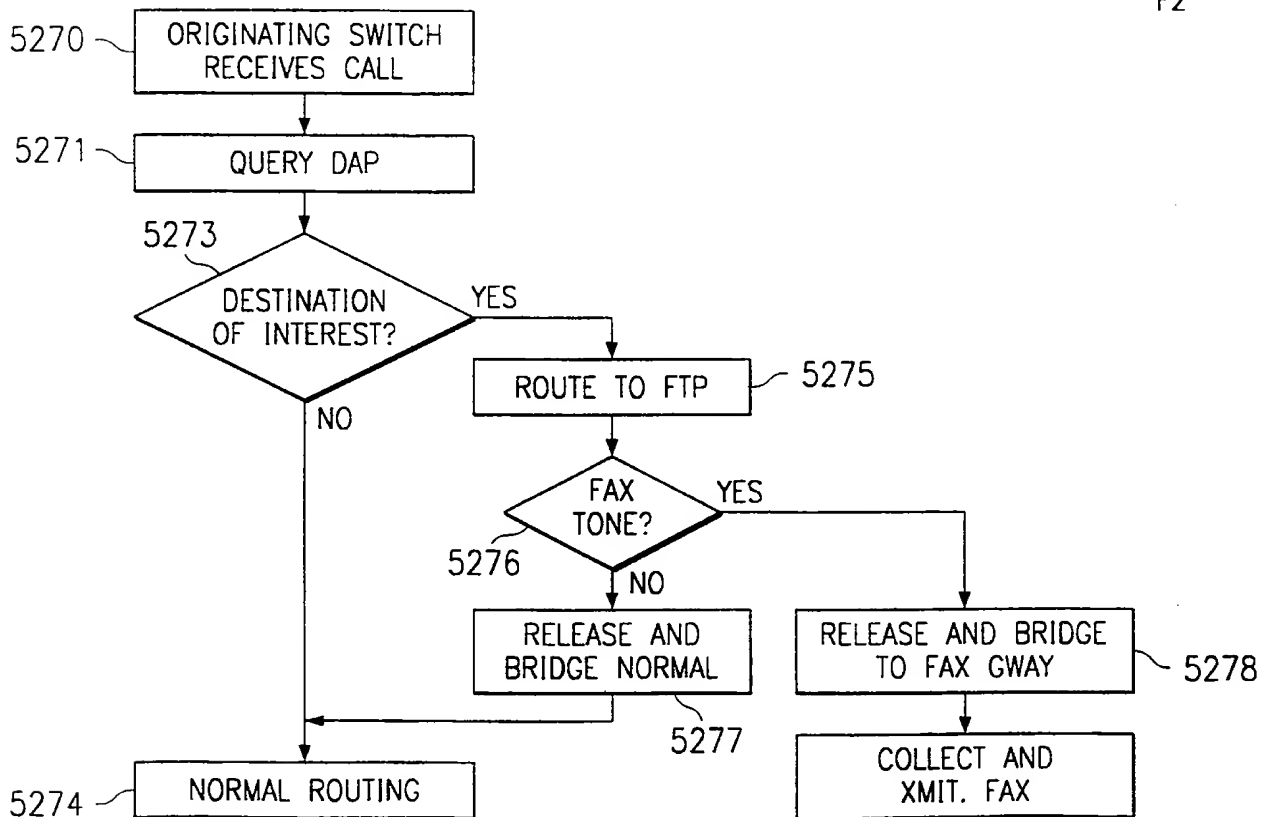 5270
ORIGINATING SWITCH
RECEIVES CALL
5271
QUERY DAP
5273
DESTINATION
OF INTEREST?
YES
NO
ROUTE TO FTP
5275
FAX
TONE?
YES
5276
NO
RELEASE AND
BRIDGE NORMAL
5277
RELEASE AND BRIDGE
TO FAX GWAY
5278
5274
NORMAL ROUTING
COLLECT AND
XMIT. FAX